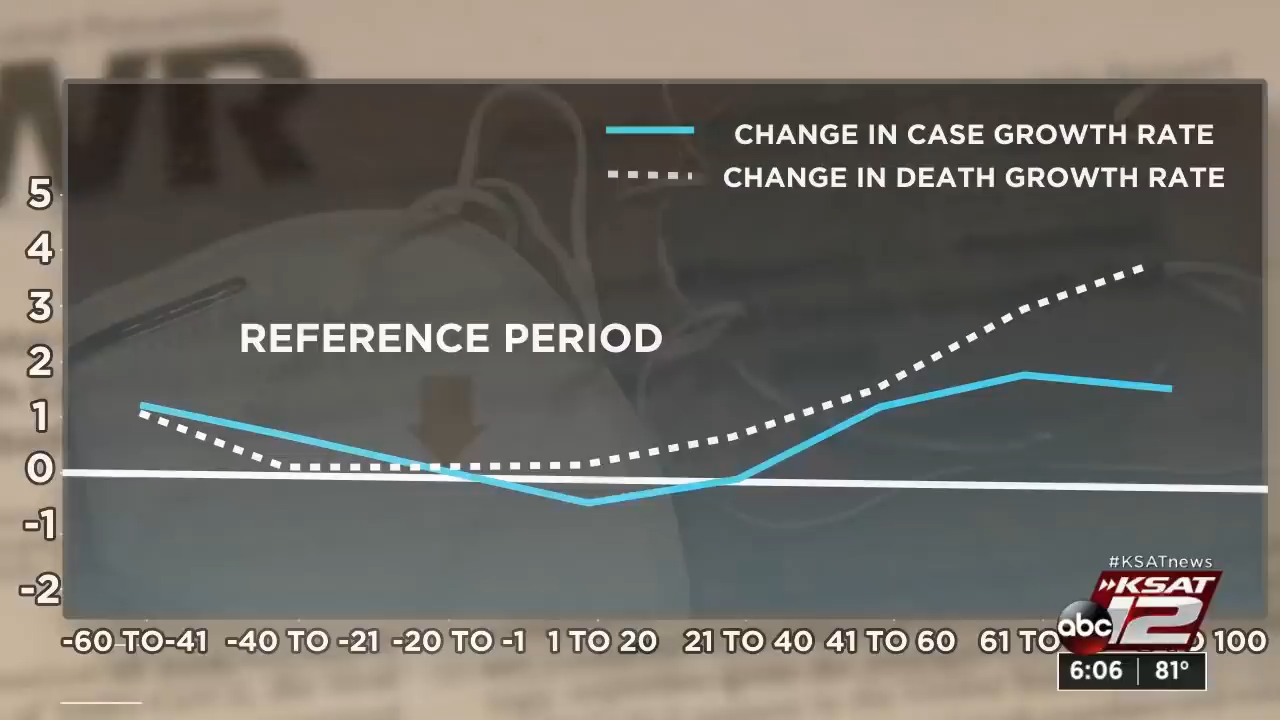 WR
CHANGE IN CASE GROWTH RATE
CHANGE IN DEATH GROWTH RATE
5
4
3
2
1
0
-1
-2
REFERENCE PERIOD
-60 TO-41 -40 TO -21 -20 TO -1 1 TO 20 21 TO 40 41 TO 60 61 TO 100
#KSATnews
KSAT
abc 12
6:06 81°